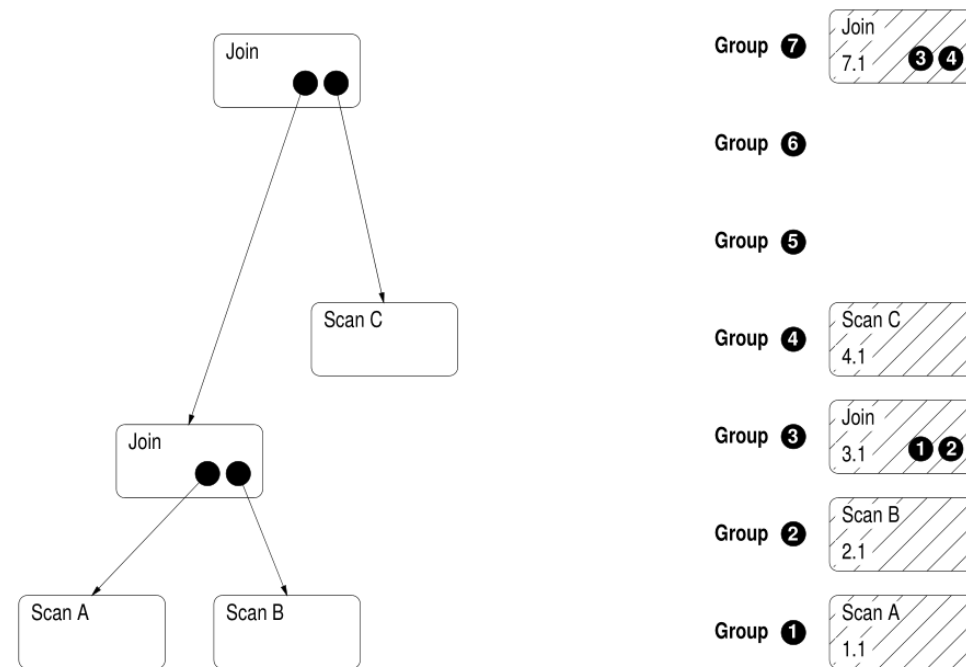 Join
Scan C
Join
Scan A
Scan B
Group 7
Join
7.1
3 4
Group 6
Group 5
Group 4
Scan C
4.1
Group 3
Join
3.1
1 2
Group 2
Scan B
2.1
Group 1
Scan A
1.1